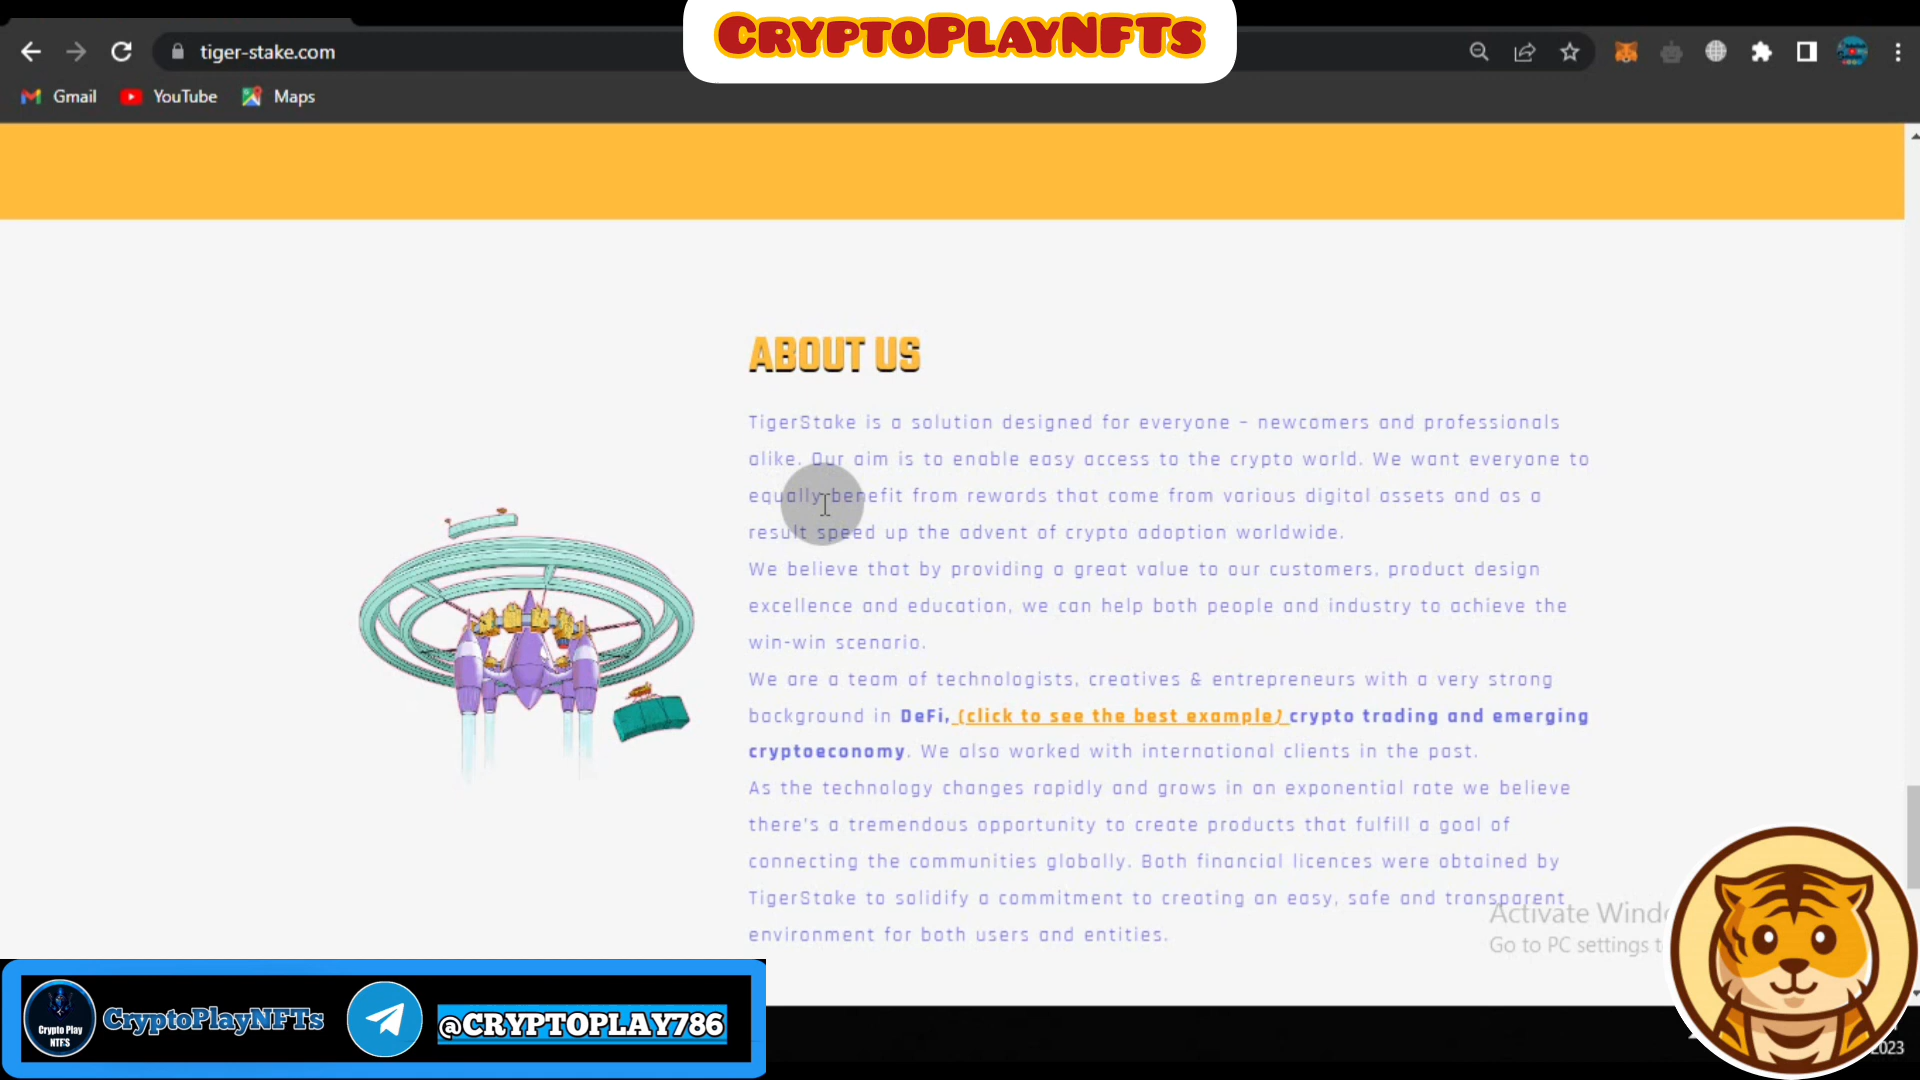 CryptoPlayNFTs
tiger-stake.com
Gmail YouTube Maps
ABOUT US
TigerStake is a solution designed for everyone – newcomers and professionals
alike. Our aim is to enable easy access to the crypto world. We want everyone to
equally benefit from rewards that come from various digital assets and as a
result speed up the advent of crypto adoption worldwide.
We believe that by providing a great value to our customers, product design
excellence and education, we can help both people and industry to achieve the
win-win scenario.
We are a team of technologists, creatives & entrepreneurs with a very strong
background in DeFi, (click to see the best example) crypto trading and emerging
cryptoeconomy. We also worked with international clients in the past.
As the technology changes rapidly and grows in an exponential rate we believe
there's a tremendous opportunity to create products that fulfill a goal of
connecting the communities globally. Both financial licences were obtained by
TigerStake to solidify a commitment to creating an easy, safe and transparent
environment for both users and entities.
Activate
Go to PC settings
Crypto Play
NTF'S
CryptoPlayNFTs
@CRYPTOPLAY786
2023